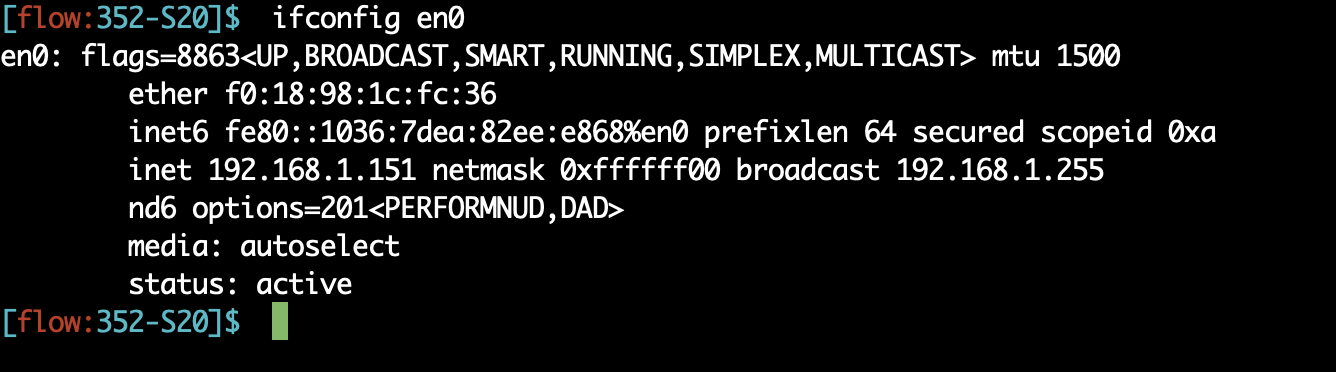 [flow:352-S20]$ ifconfig en0
en0: flags=8863<UP,BROADCAST,SMART,RUNNING,SIMPLEX,MULTICAST> mtu 1500
ether f0:18:98:1c:fc:36
inet6 fe80::1036:7dea:82ee:e868%en0 prefixlen 64 secured scopeid 0xa
inet 192.168.1.151 netmask 0xffffff00 broadcast 192.168.1.255
nd6 options=201<PERFORMNUD,DAD>
media: autoselect
status: active
[flow:352-S20]$